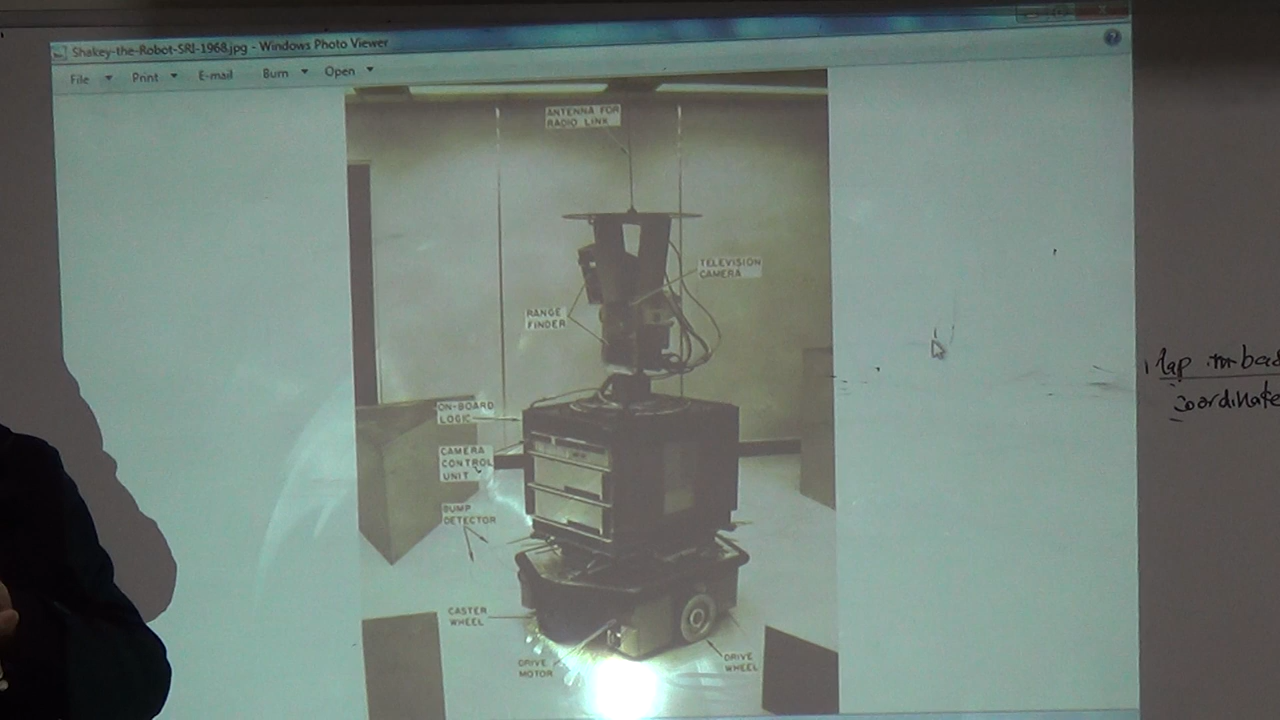 Shakey-the-Robot-SRI-1968.jpg - Windows Photo Viewer
File Print E-mail Burn Open
ANTENNA FOR
RADIO LINK
TELEVISION
CAMERA
RANGE
FINDER
ON-BOARD
LOGIC
CAMERA
CONTROL
UNIT
BUMP
DETECTOR
CASTER
WHEEL
DRIVE
MOTOR
DRIVE
WHEEL
coordinate